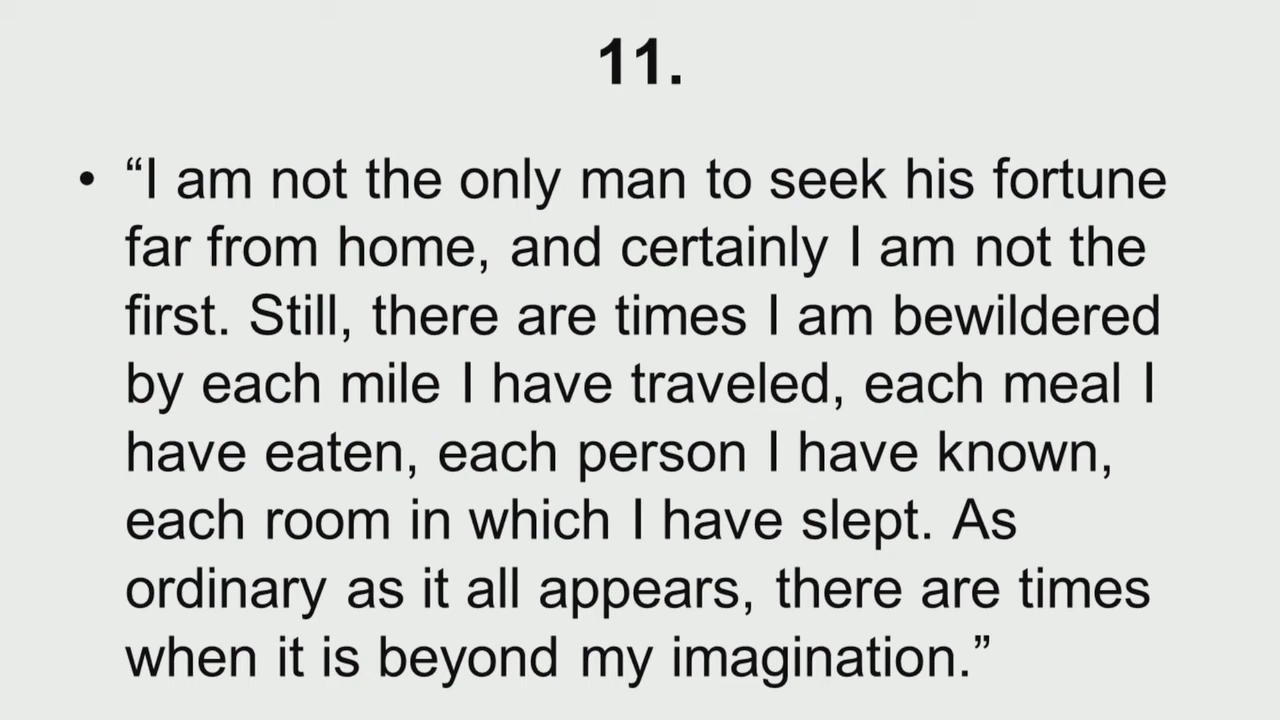 11.
• “I am not the only man to seek his fortune
far from home, and certainly I am not the
first. Still, there are times I am bewildered
by each mile I have traveled, each meal I
have eaten, each person I have known,
each room in which I have slept. As
ordinary as it all appears, there are times
when it is beyond my imagination.”